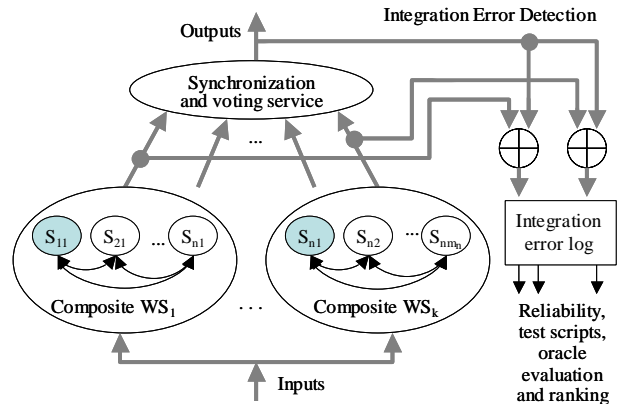 Outputs
Integration Error Detection
Synchronization
and voting service
...
S11 S21 ... Sn1
Composite WS1
...
Sn1 Sn2 ... Snmn
Composite WSk
Integration
error log
Reliability,
test scripts,
oracle
evaluation
and ranking
Inputs